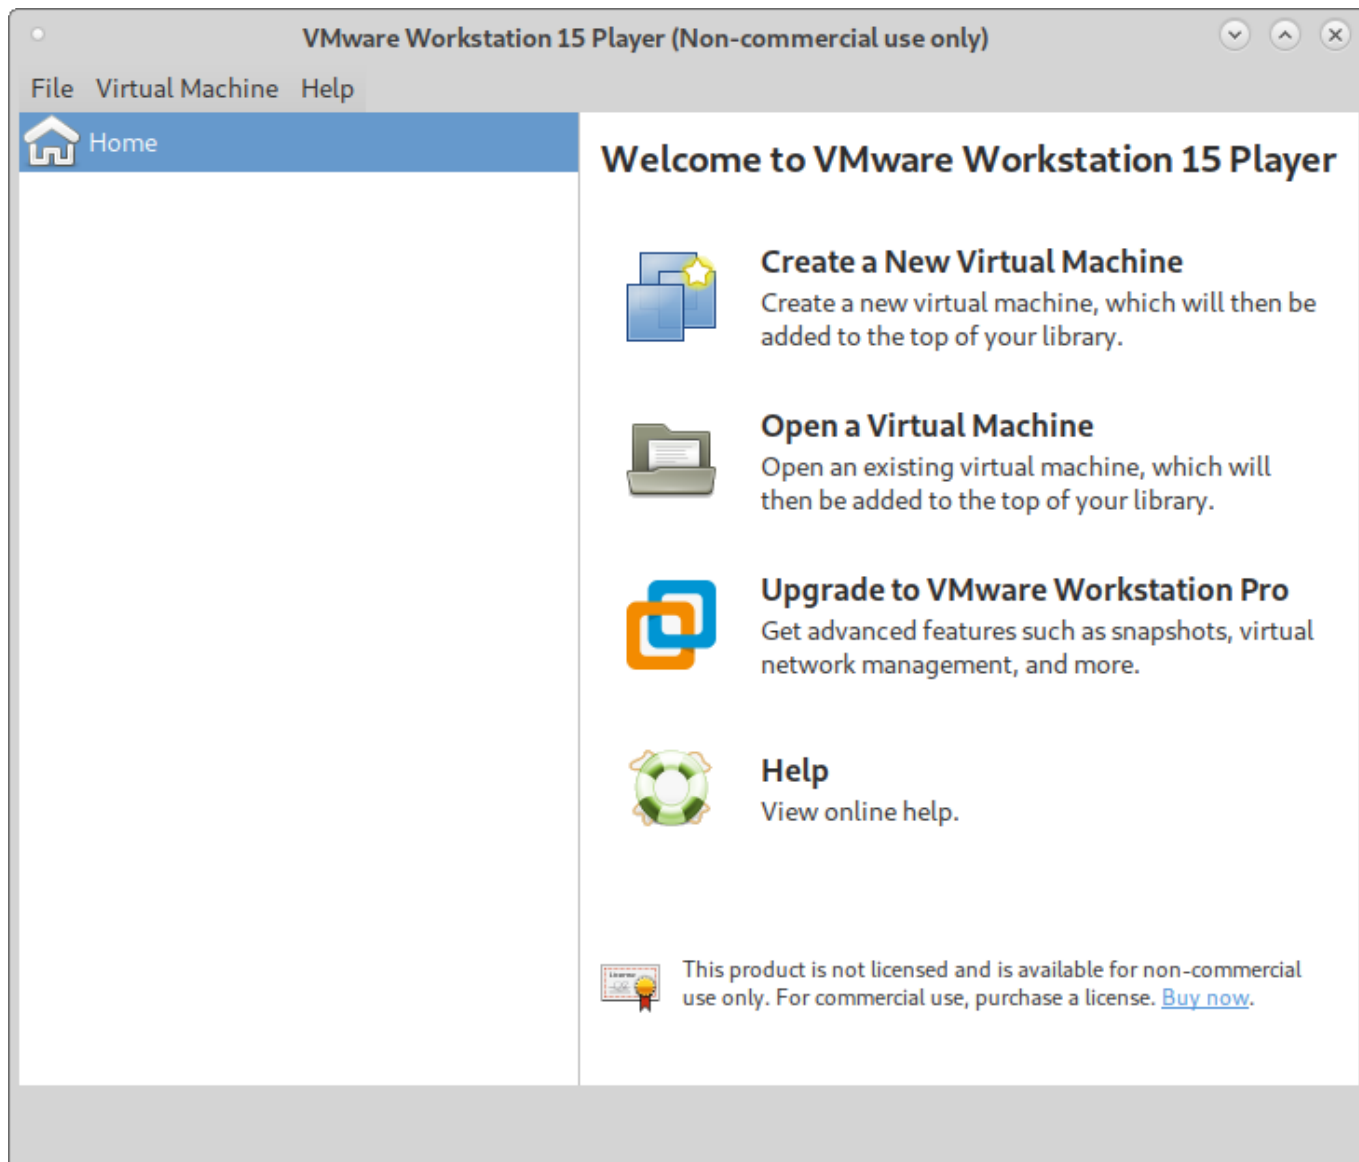 VMware Workstation 15 Player (Non-commercial use only)
File Virtual Machine Help
Home
Welcome to VMware Workstation 15 Player
Create a New Virtual Machine
Create a new virtual machine, which will then be
added to the top of your library.
Open a Virtual Machine
Open an existing virtual machine, which will
then be added to the top of your library.
Upgrade to VMware Workstation Pro
Get advanced features such as snapshots, virtual
network management, and more.
Help
View online help.
This product is not licensed and is available for non-commercial
use only. For commercial use, purchase a license. Buy now.